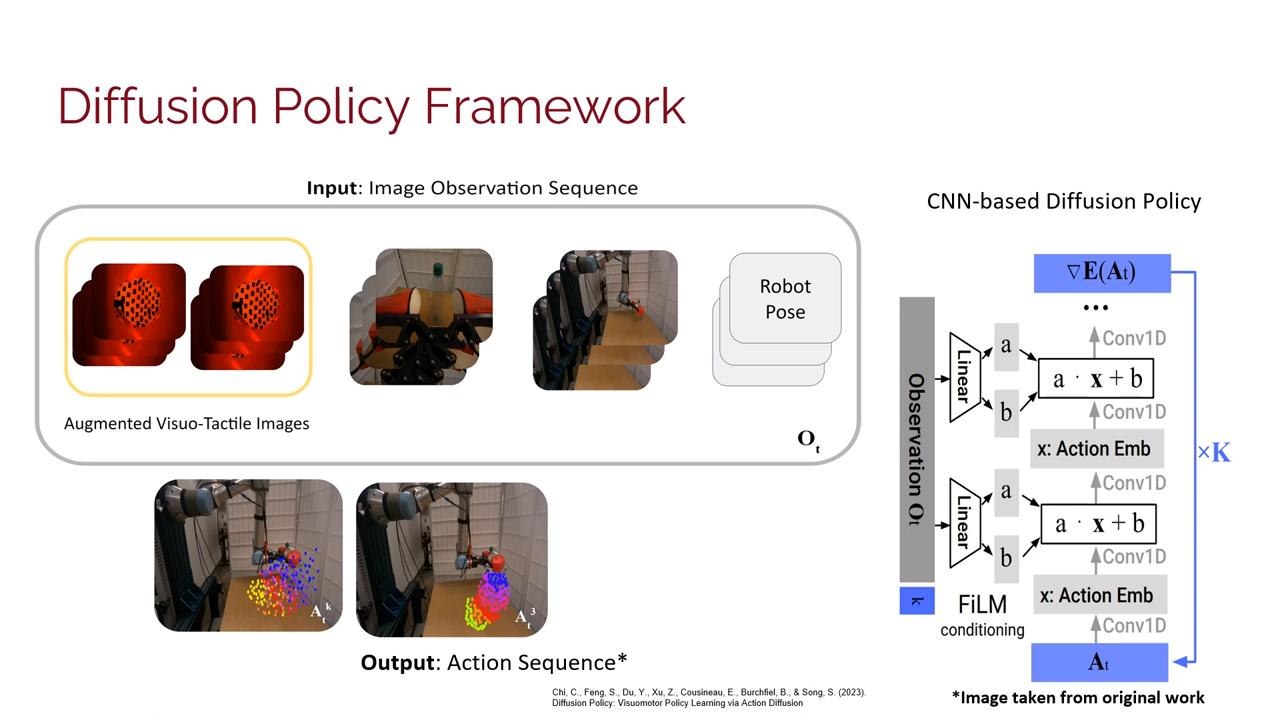 Diffusion Policy Framework
Input: Image Observation Sequence
Augmented Visuo-Tactile Images
Robot
Pose
Ot
Atk
At3
Output: Action Sequence*
Chi, C., Feng, S., Du, Y., Xu, Z., Cousineau, E., Burchfiel, B., & Song, S. (2023).
Diffusion Policy: Visuomotor Policy Learning via Action Diffusion
CNN-based Diffusion Policy
▽E(At)
...
Conv1D
Linear
a
b
a · x + b
Conv1D
x: Action Emb
Observation Ot
×K
Conv1D
Linear
a
b
a · x + b
Conv1D
x: Action Emb
k
FiLM
conditioning
Conv1D
At
*Image taken from original work